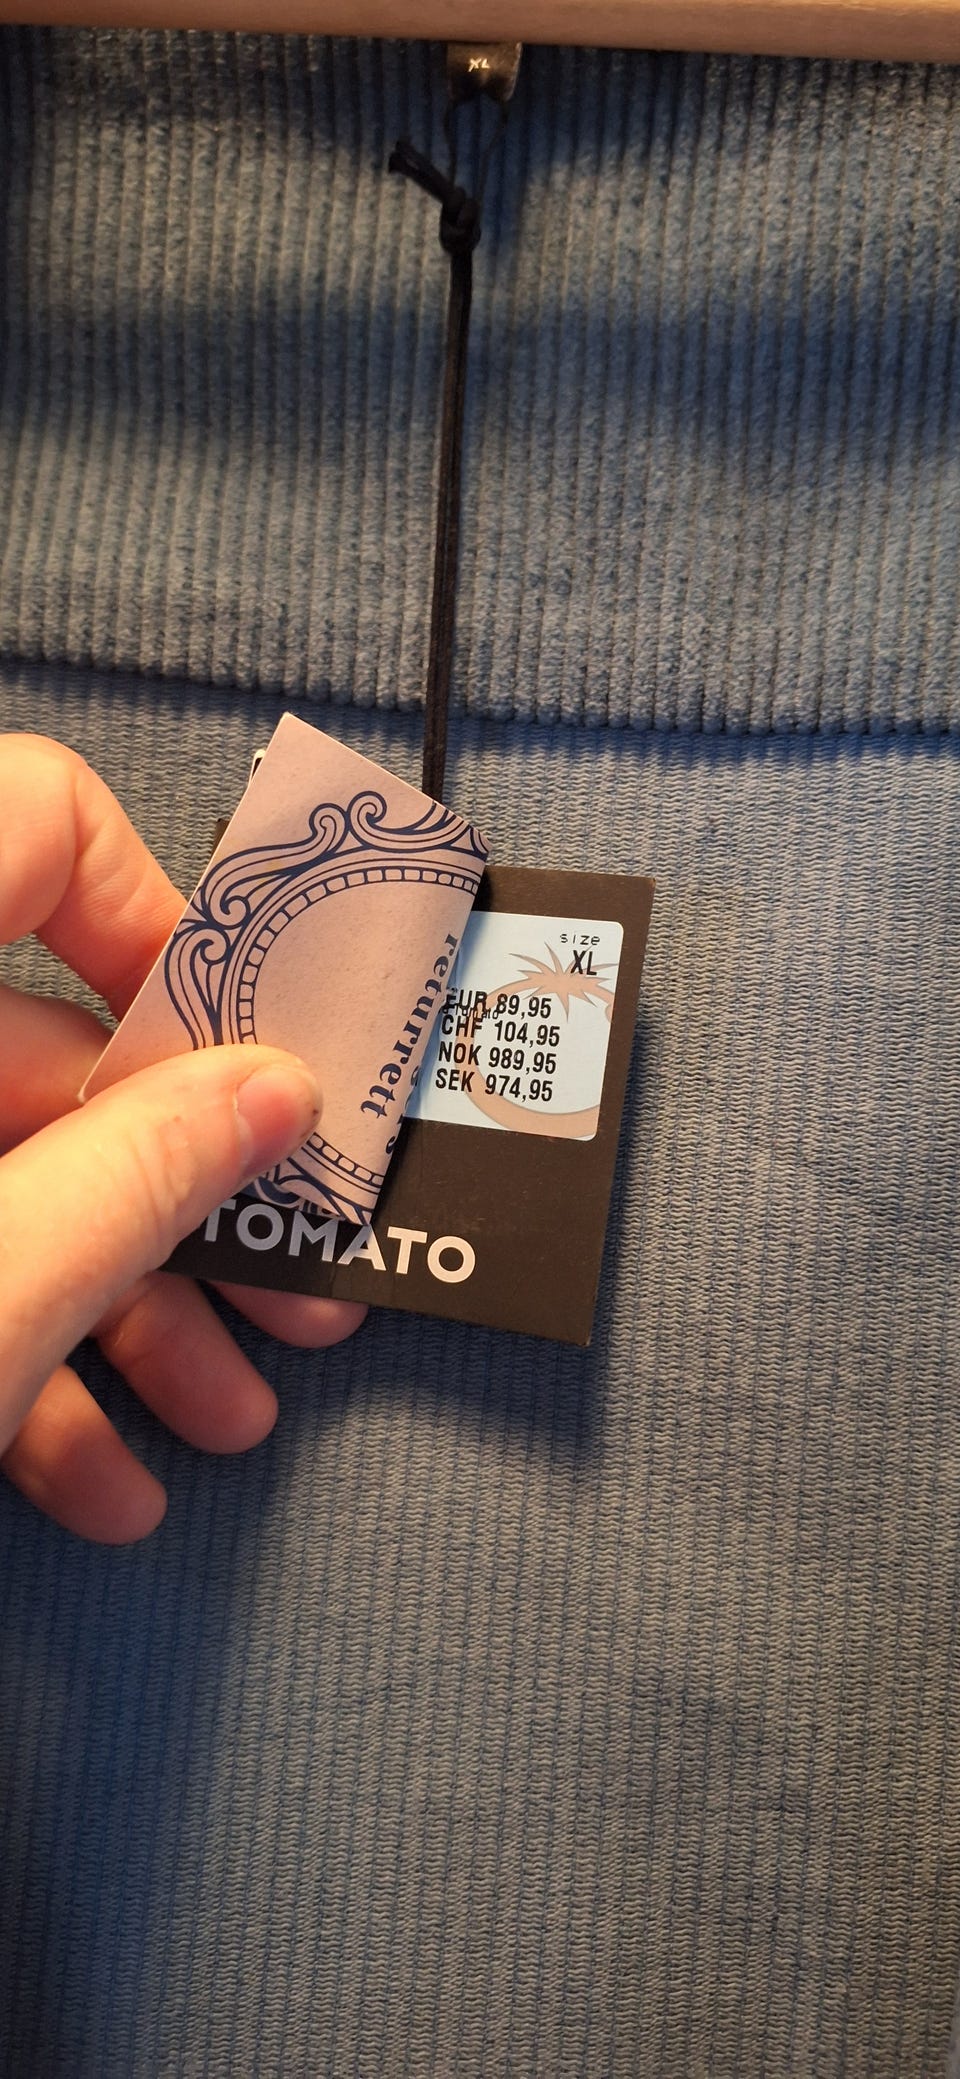 XL
size
XL
EUR 89,95
CHF 104,95
NOK 989,95
SEK 974,95
returrett
TOMATO